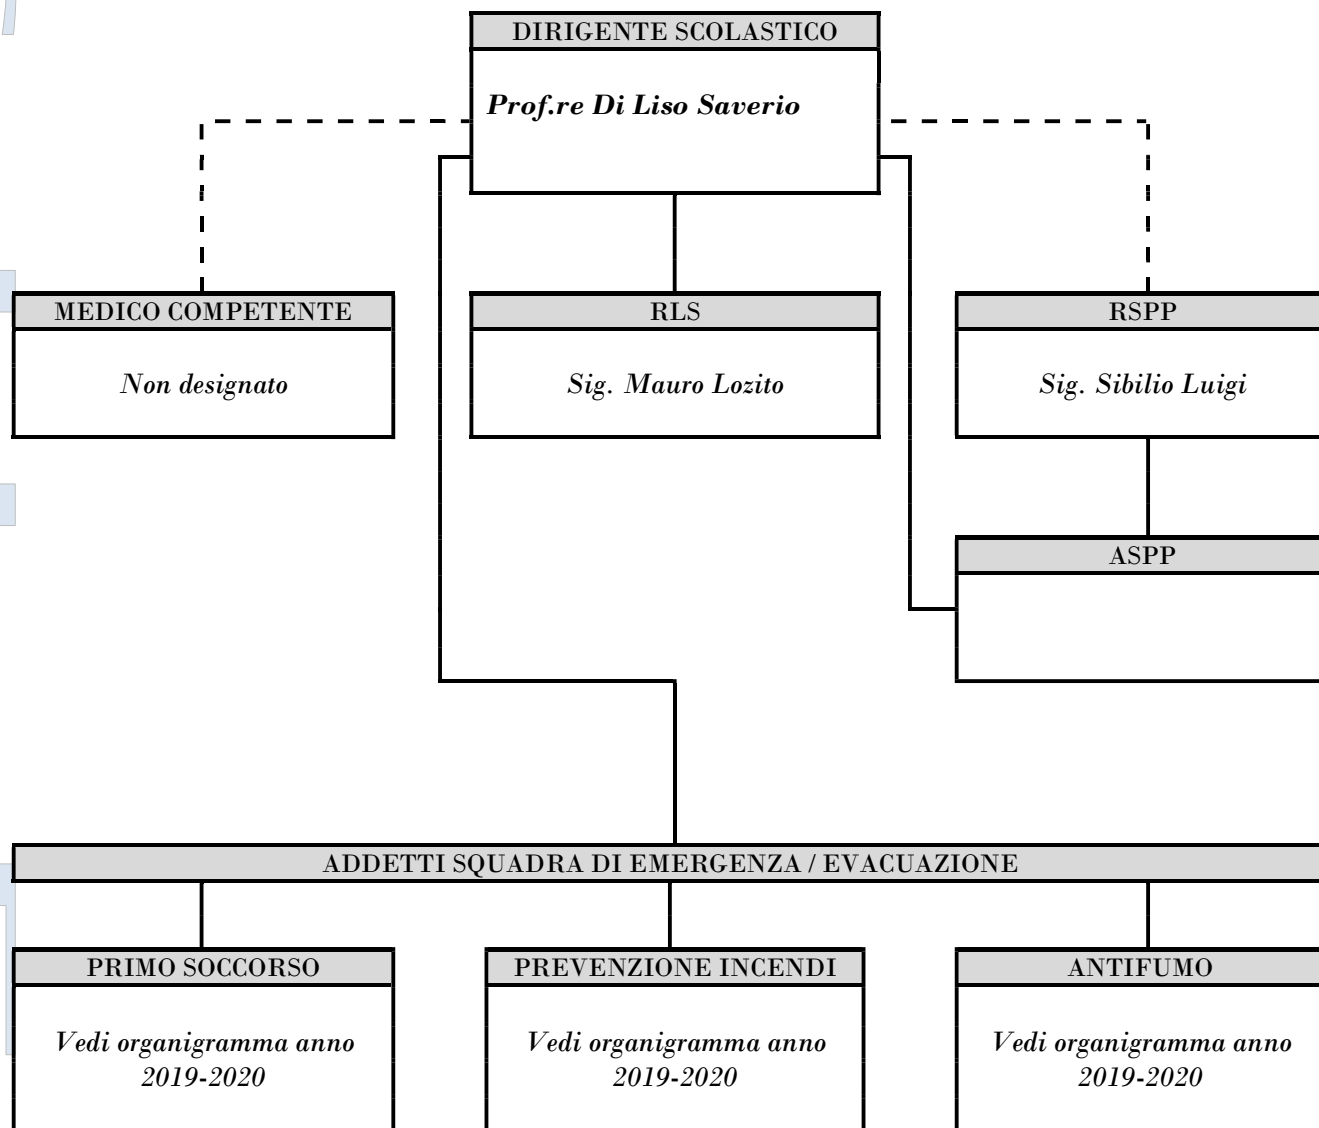 DIRIGENTE SCOLASTICO
Prof.re Di Liso Saverio
MEDICO COMPETENTE
Non designato
RLS
Sig. Mauro Lozito
RSPP
Sig. Sibilio Luigi
ASPP
ADDETTI SQUADRA DI EMERGENZA / EVACUAZIONE
PRIMO SOCCORSO
Vedi organigramma anno
2019-2020
PREVENZIONE INCENDI
Vedi organigramma anno
2019-2020
ANTIFUMO
Vedi organigramma anno
2019-2020